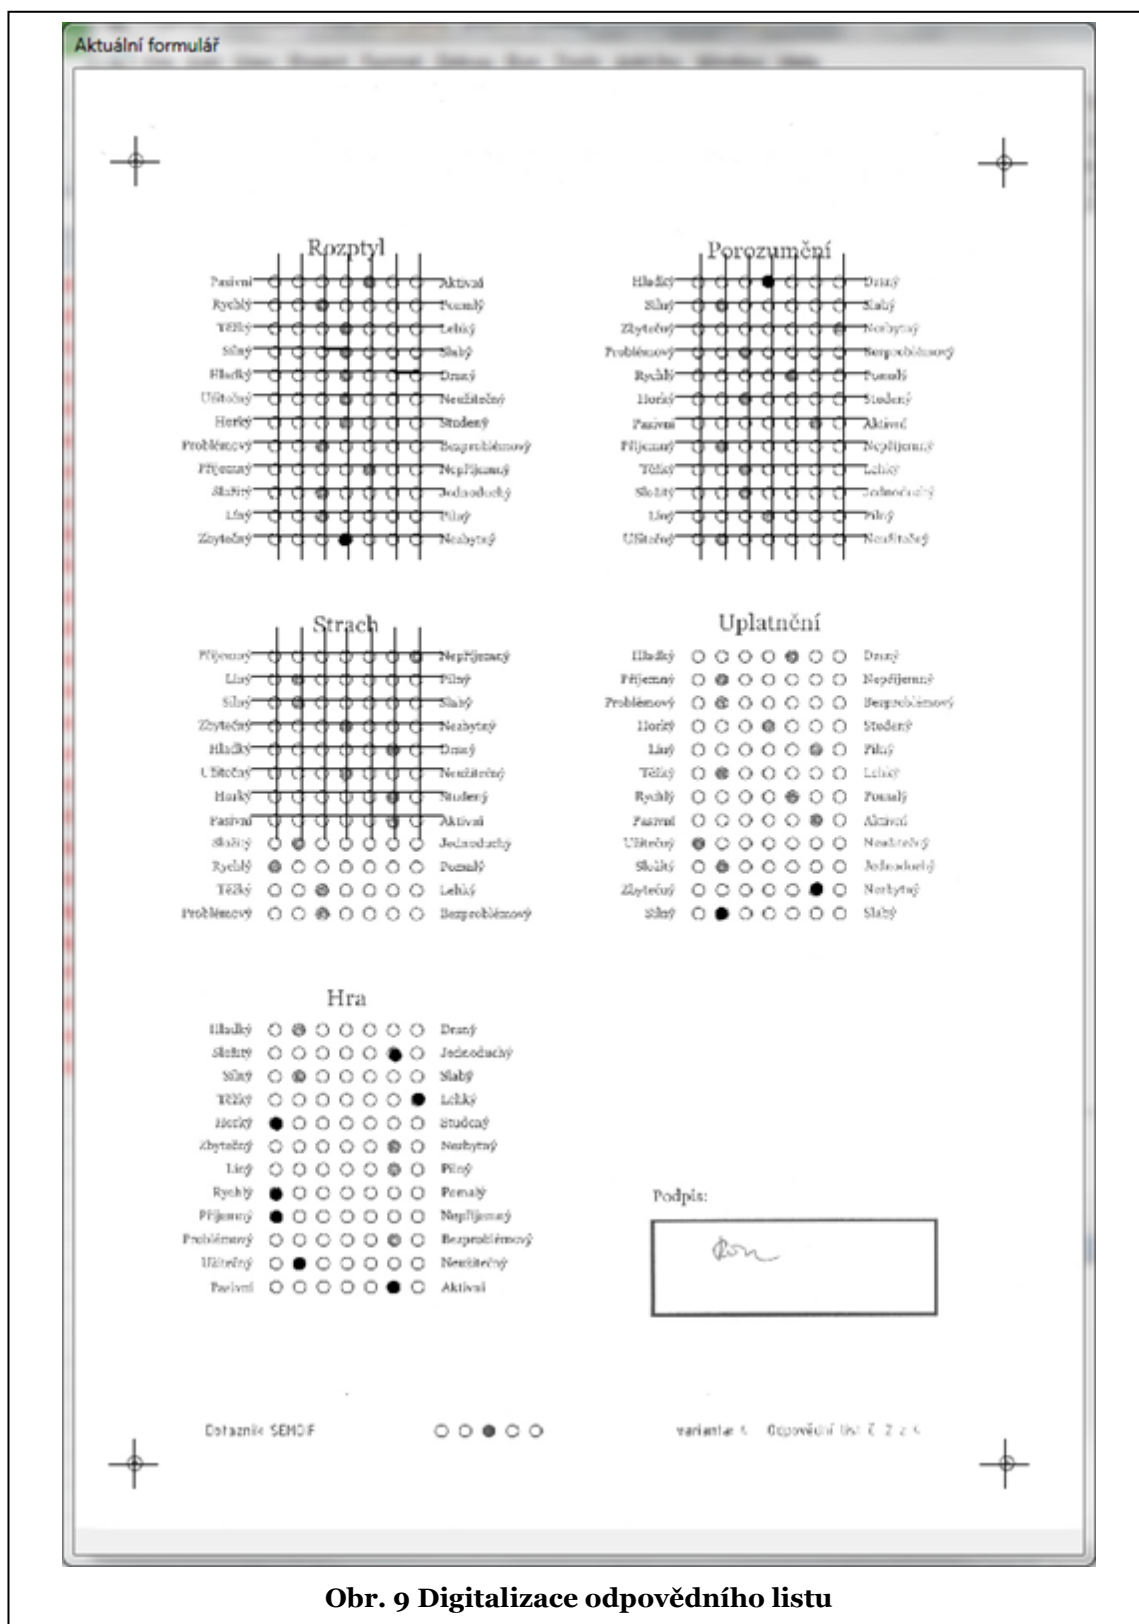 Aktuální formulář
Rozptyl
Pasivní Aktivní
Rychlý Pomalý
Těžký Lehký
Silný Slabý
Hladký Drsný
Užitečný Neužitečný
Horký Studený
Problémový Bezproblémový
Příjemný Nepříjemný
Složitý Jednoduchý
Líný Pilný
Zbytečný Nezbytný
Porozumění
Hladký Drsný
Silný Slabý
Zbytečný Nezbytný
Problémový Bezproblémový
Rychlý Pomalý
Horký Studený
Pasivní Aktivní
Příjemný Nepříjemný
Těžký Lehký
Složitý Jednoduchý
Líný Pilný
Užitečný Neužitečný
Strach
Příjemný Nepříjemný
Líný Pilný
Silný Slabý
Zbytečný Nezbytný
Hladký Drsný
Užitečný Neužitečný
Horký Studený
Pasivní Aktivní
Složitý Jednoduchý
Rychlý Pomalý
Těžký Lehký
Problémový Bezproblémový
Uplatnění
Hladký Drsný
Příjemný Nepříjemný
Problémový Bezproblémový
Horký Studený
Líný Pilný
Těžký Lehký
Rychlý Pomalý
Pasivní Aktivní
Užitečný Neužitečný
Složitý Jednoduchý
Zbytečný Nezbytný
Silný Slabý
Hra
Hladký Drsný
Složitý Jednoduchý
Silný Slabý
Těžký Lehký
Horký Studený
Zbytečný Nezbytný
Líný Pilný
Rychlý Pomalý
Příjemný Nepříjemný
Problémový Bezproblémový
Užitečný Neužitečný
Pasivní Aktivní
Podpis:
Dotazník SEMDIF
varianta: Odpovědní list č. 2 z
Obr. 9 Digitalizace odpovědního listu